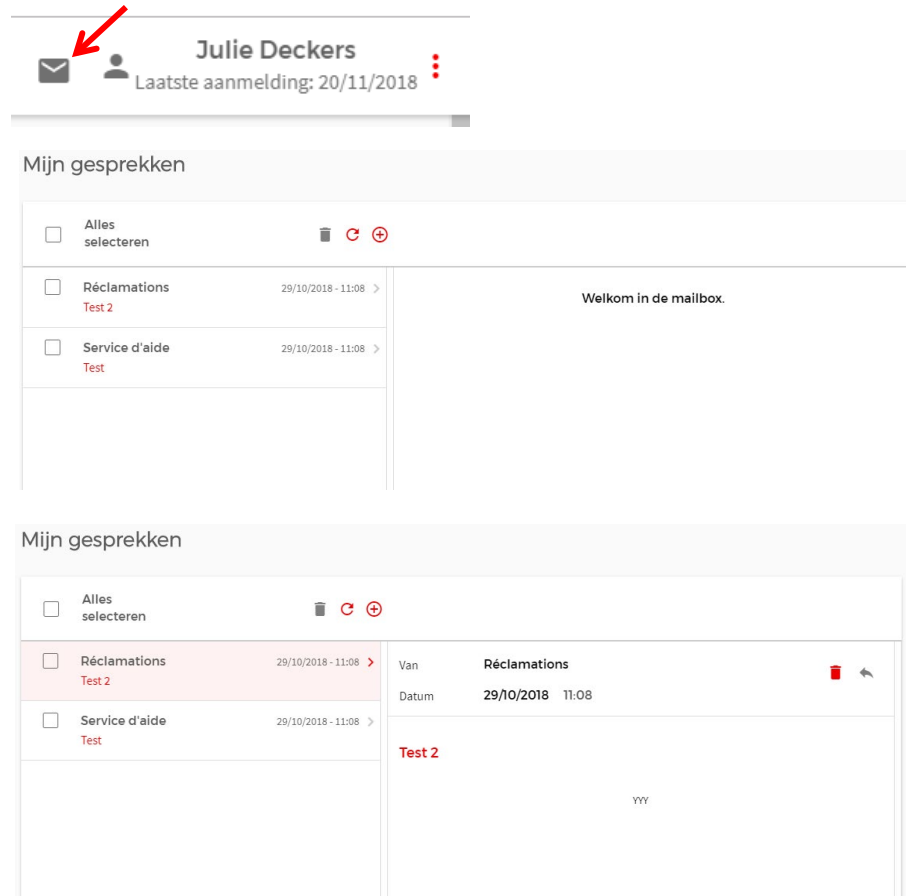 Julie Deckers
Laatste aanmelding: 20/11/2018
Mijn gesprekken
Alles
selecteren
Réclamations 29/10/2018 - 11:08
Test 2
Service d'aide 29/10/2018 - 11:08
Test
Welkom in de mailbox.
Mijn gesprekken
Alles
selecteren
Réclamations 29/10/2018 - 11:08
Test 2
Service d'aide 29/10/2018 - 11:08
Test
Van Réclamations
Datum 29/10/2018 11:08
Test 2
YYY